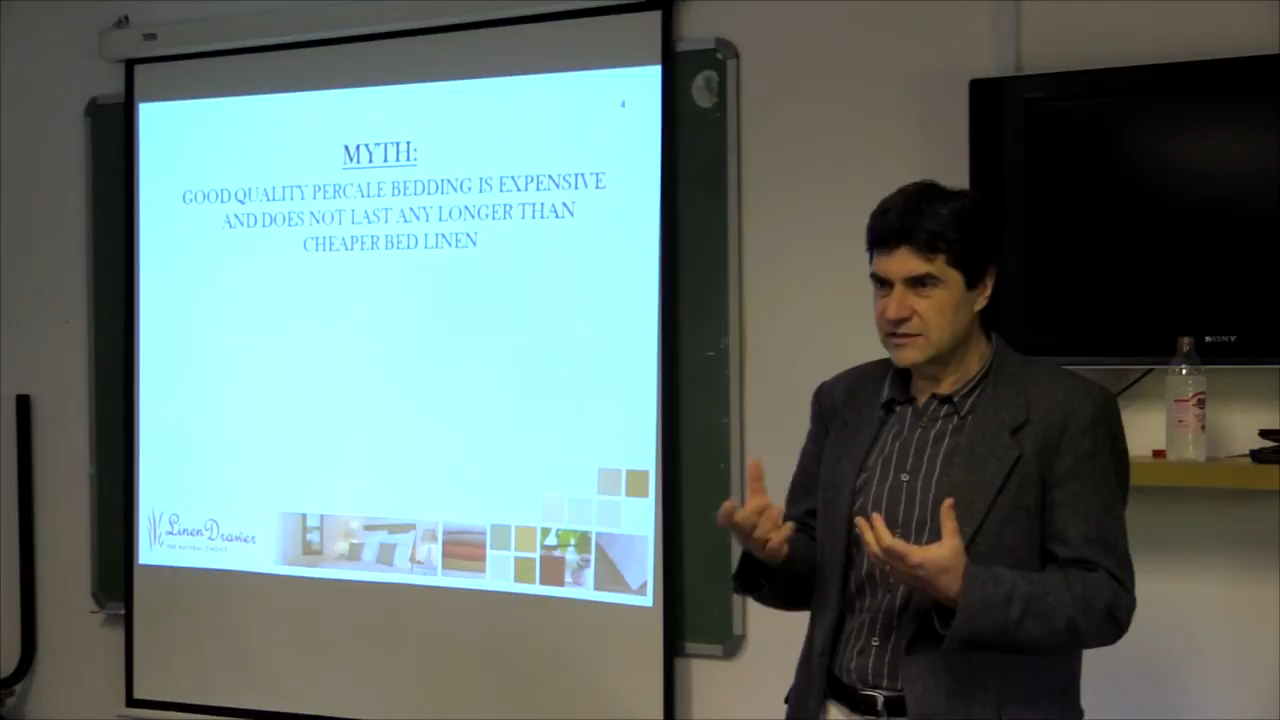 4
MYTH:
GOOD QUALITY PERCALE BEDDING IS EXPENSIVE
AND DOES NOT LAST ANY LONGER THAN
CHEAPER BED LINEN
Linen Drawer
THE NATURAL CHOICE
SONY